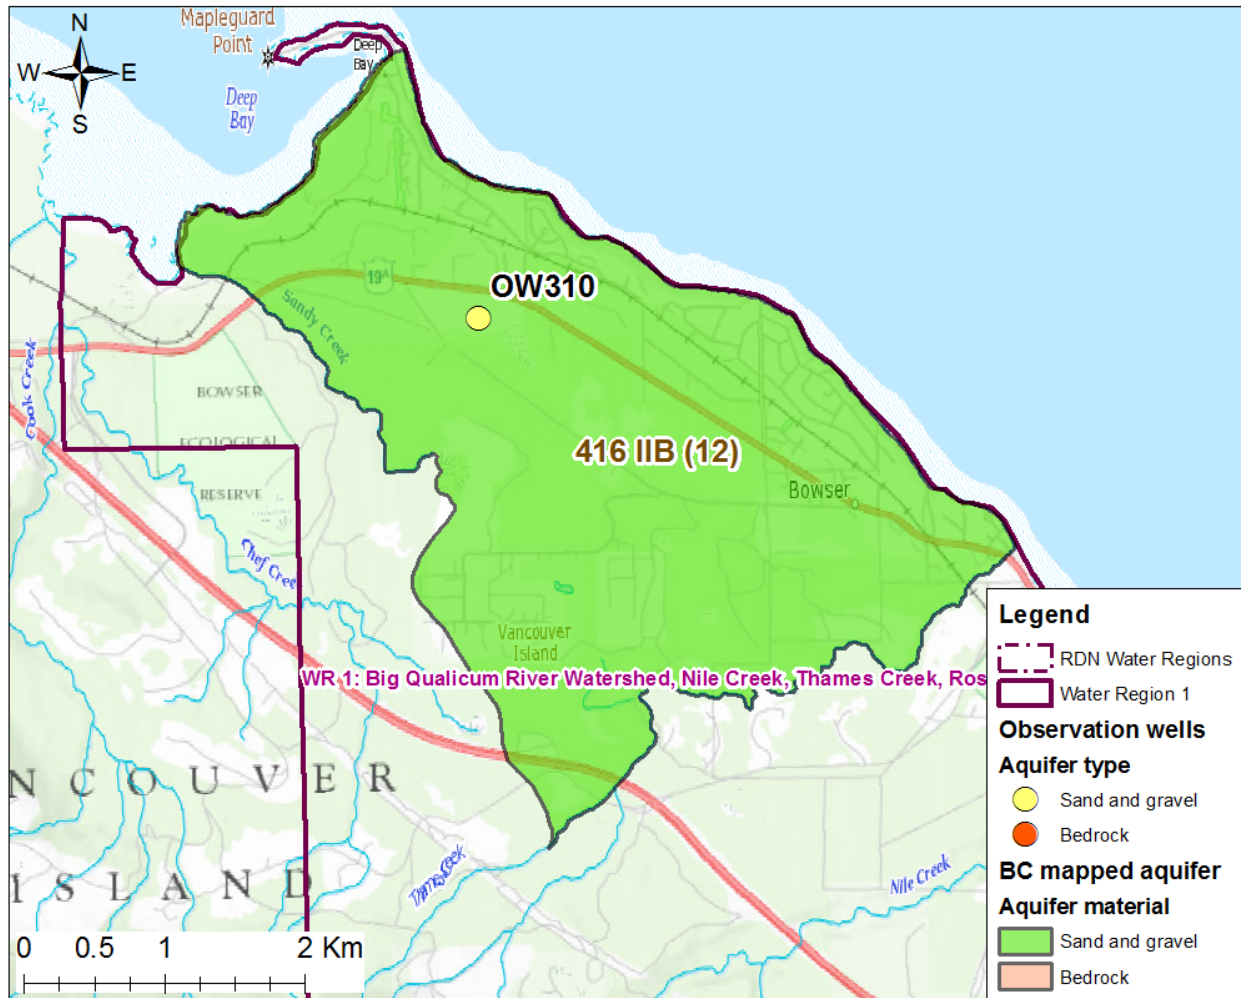 N
W E
S
Mapleguard
Point
Deep
Bay
Deep
Bay
19A
OW310
Sandy Creek
Cook Creek
BOWSER
ECOLOGICAL
RESERVE
416 IIB (12)
Bowser
Chef Creek
Vancouver
Island
WR 1: Big Qualicum River Watershed, Nile Creek, Thames Creek, Ros
NCOUVER
ISLAND
Nile Creek
0 0.5 1 2 Km
Legend
RDN Water Regions
Water Region 1
Observation wells
Aquifer type
Sand and gravel
Bedrock
BC mapped aquifer
Aquifer material
Sand and gravel
Bedrock